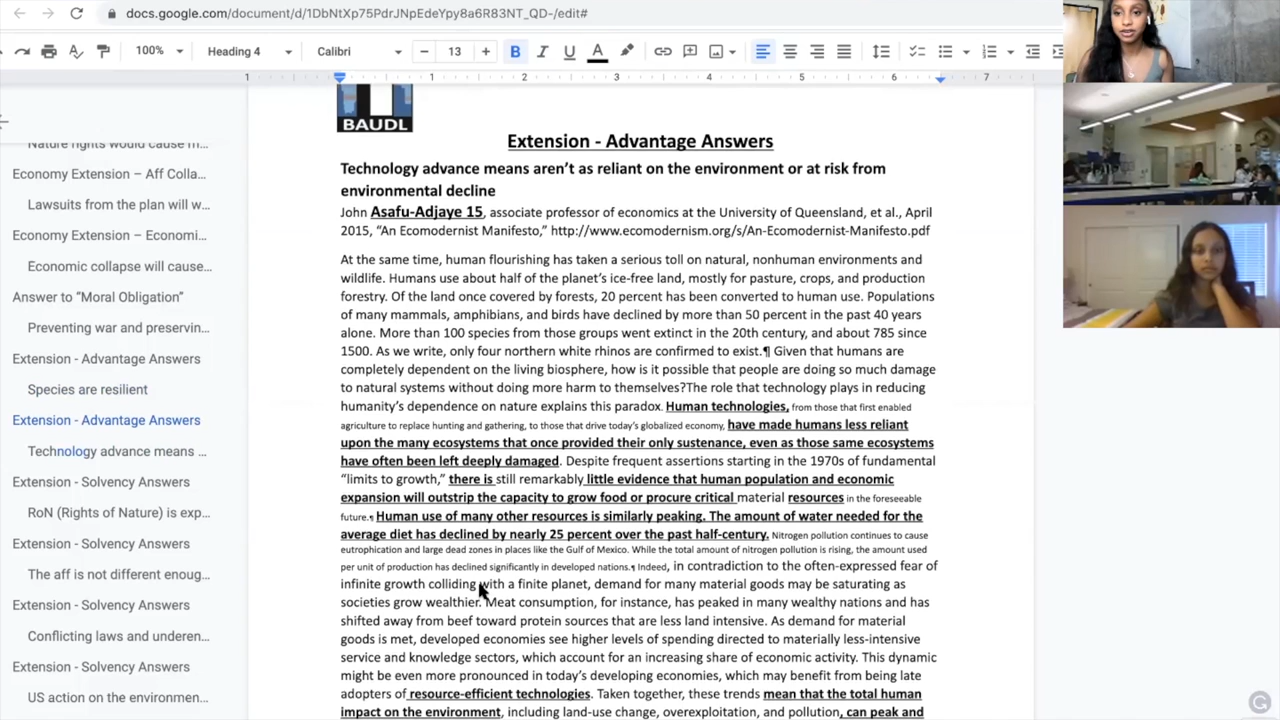 docs.google.com/document/d/1DbNtXp75PdrJNpEdeYpy8a6R83NT_QD-/edit#
100%
Heading 4
Calibri
13
B I U A
1 1 2 3 4 5 6 7
Nature rights would cause m...
Economy Extension – Aff Colla...
Lawsuits from the plan will w...
Economy Extension – Economi...
Economic collapse will cause...
Answer to “Moral Obligation”
Preventing war and preservin...
Extension - Advantage Answers
Species are resilient
Extension - Advantage Answers
Technology advance means ...
Extension - Solvency Answers
RoN (Rights of Nature) is exp...
Extension - Solvency Answers
The aff is not different enoug...
Extension - Solvency Answers
Conflicting laws and underen...
Extension - Solvency Answers
US action on the environmen...
BAUDL
Extension - Advantage Answers
Technology advance means aren’t as reliant on the environment or at risk from
environmental decline
John Asafu-Adjaye 15, associate professor of economics at the University of Queensland, et al., April
2015, “An Ecomodernist Manifesto,” http://www.ecomodernism.org/s/An-Ecomodernist-Manifesto.pdf
At the same time, human flourishing has taken a serious toll on natural, nonhuman environments and
wildlife. Humans use about half of the planet’s ice-free land, mostly for pasture, crops, and production
forestry. Of the land once covered by forests, 20 percent has been converted to human use. Populations
of many mammals, amphibians, and birds have declined by more than 50 percent in the past 40 years
alone. More than 100 species from those groups went extinct in the 20th century, and about 785 since
1500. As we write, only four northern white rhinos are confirmed to exist.¶ Given that humans are
completely dependent on the living biosphere, how is it possible that people are doing so much damage
to natural systems without doing more harm to themselves?The role that technology plays in reducing
humanity’s dependence on nature explains this paradox. Human technologies, from those that first enabled
agriculture to replace hunting and gathering, to those that drive today’s globalized economy, have made humans less reliant
upon the many ecosystems that once provided their only sustenance, even as those same ecosystems
have often been left deeply damaged. Despite frequent assertions starting in the 1970s of fundamental
“limits to growth,” there is still remarkably little evidence that human population and economic
expansion will outstrip the capacity to grow food or procure critical material resources in the foreseeable
future.¶ Human use of many other resources is similarly peaking. The amount of water needed for the
average diet has declined by nearly 25 percent over the past half-century. Nitrogen pollution continues to cause
eutrophication and large dead zones in places like the Gulf of Mexico. While the total amount of nitrogen pollution is rising, the amount used
per unit of production has declined significantly in developed nations.¶ Indeed, in contradiction to the often-expressed fear of
infinite growth colliding with a finite planet, demand for many material goods may be saturating as
societies grow wealthier. Meat consumption, for instance, has peaked in many wealthy nations and has
shifted away from beef toward protein sources that are less land intensive. As demand for material
goods is met, developed economies see higher levels of spending directed to materially less-intensive
service and knowledge sectors, which account for an increasing share of economic activity. This dynamic
might be even more pronounced in today’s developing economies, which may benefit from being late
adopters of resource-efficient technologies. Taken together, these trends mean that the total human
impact on the environment, including land-use change, overexploitation, and pollution, can peak and